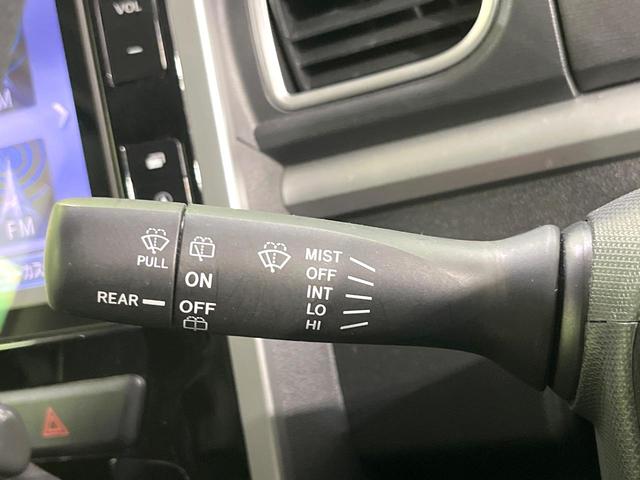 VOL
-
FM
PULL
REAR
ON
OFF
MIST
OFF
INT
LO
HI